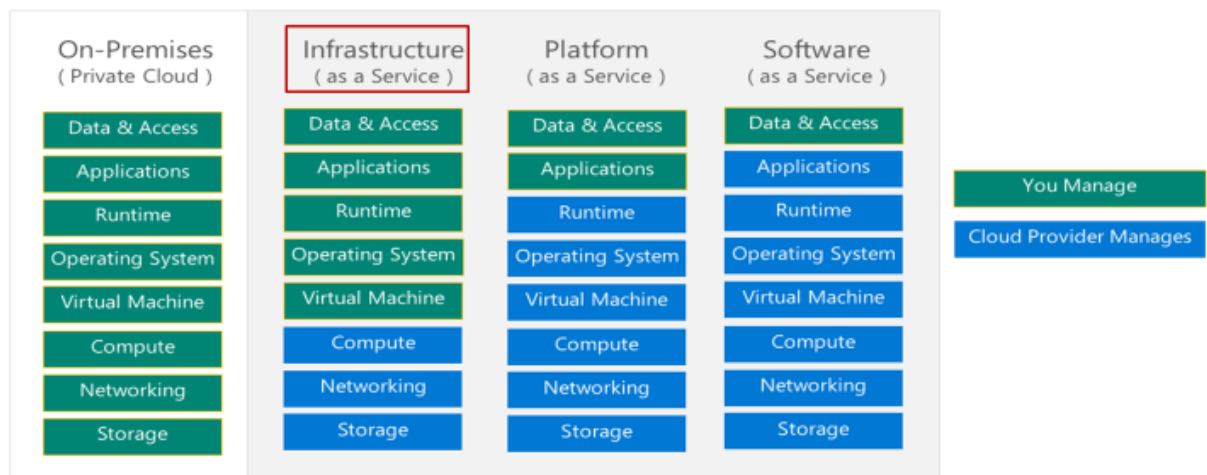 On-Premises
( Private Cloud )
Data & Access
Applications
Runtime
Operating System
Virtual Machine
Compute
Networking
Storage
Infrastructure
( as a Service )
Data & Access
Applications
Runtime
Operating System
Virtual Machine
Compute
Networking
Storage
Platform
( as a Service )
Data & Access
Applications
Runtime
Operating System
Virtual Machine
Compute
Networking
Storage
Software
( as a Service )
Data & Access
Applications
Runtime
Operating System
Virtual Machine
Compute
Networking
Storage
You Manage
Cloud Provider Manages